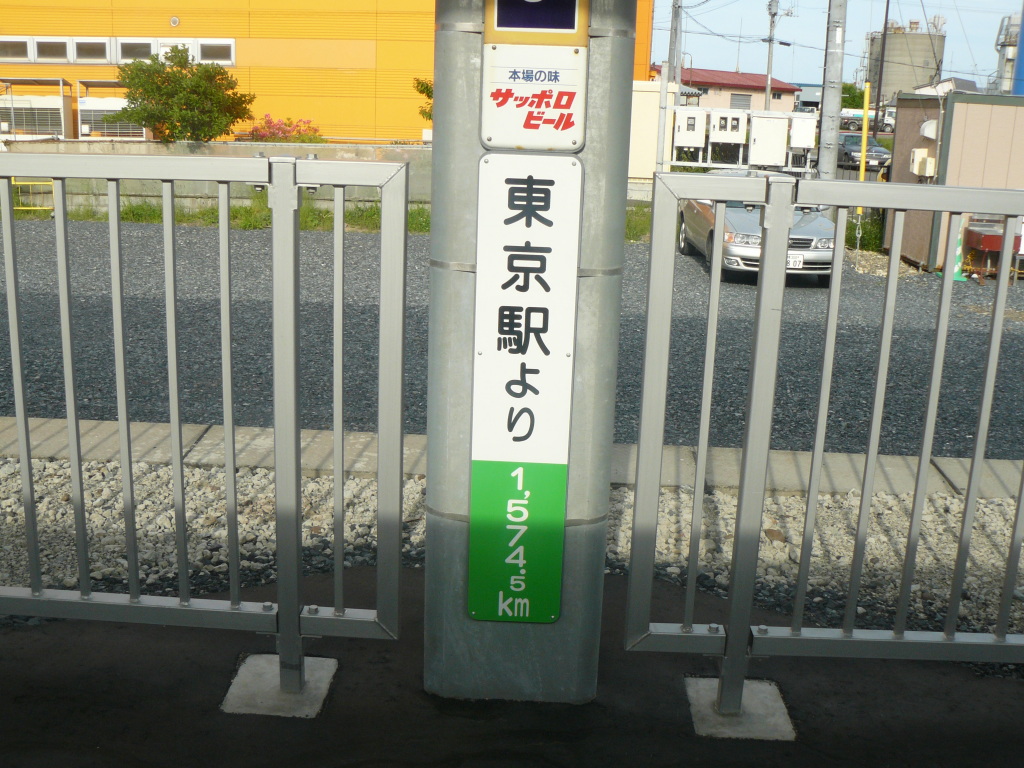 本場の味
サッポロ
ビール
東京駅より
1,574.5
km